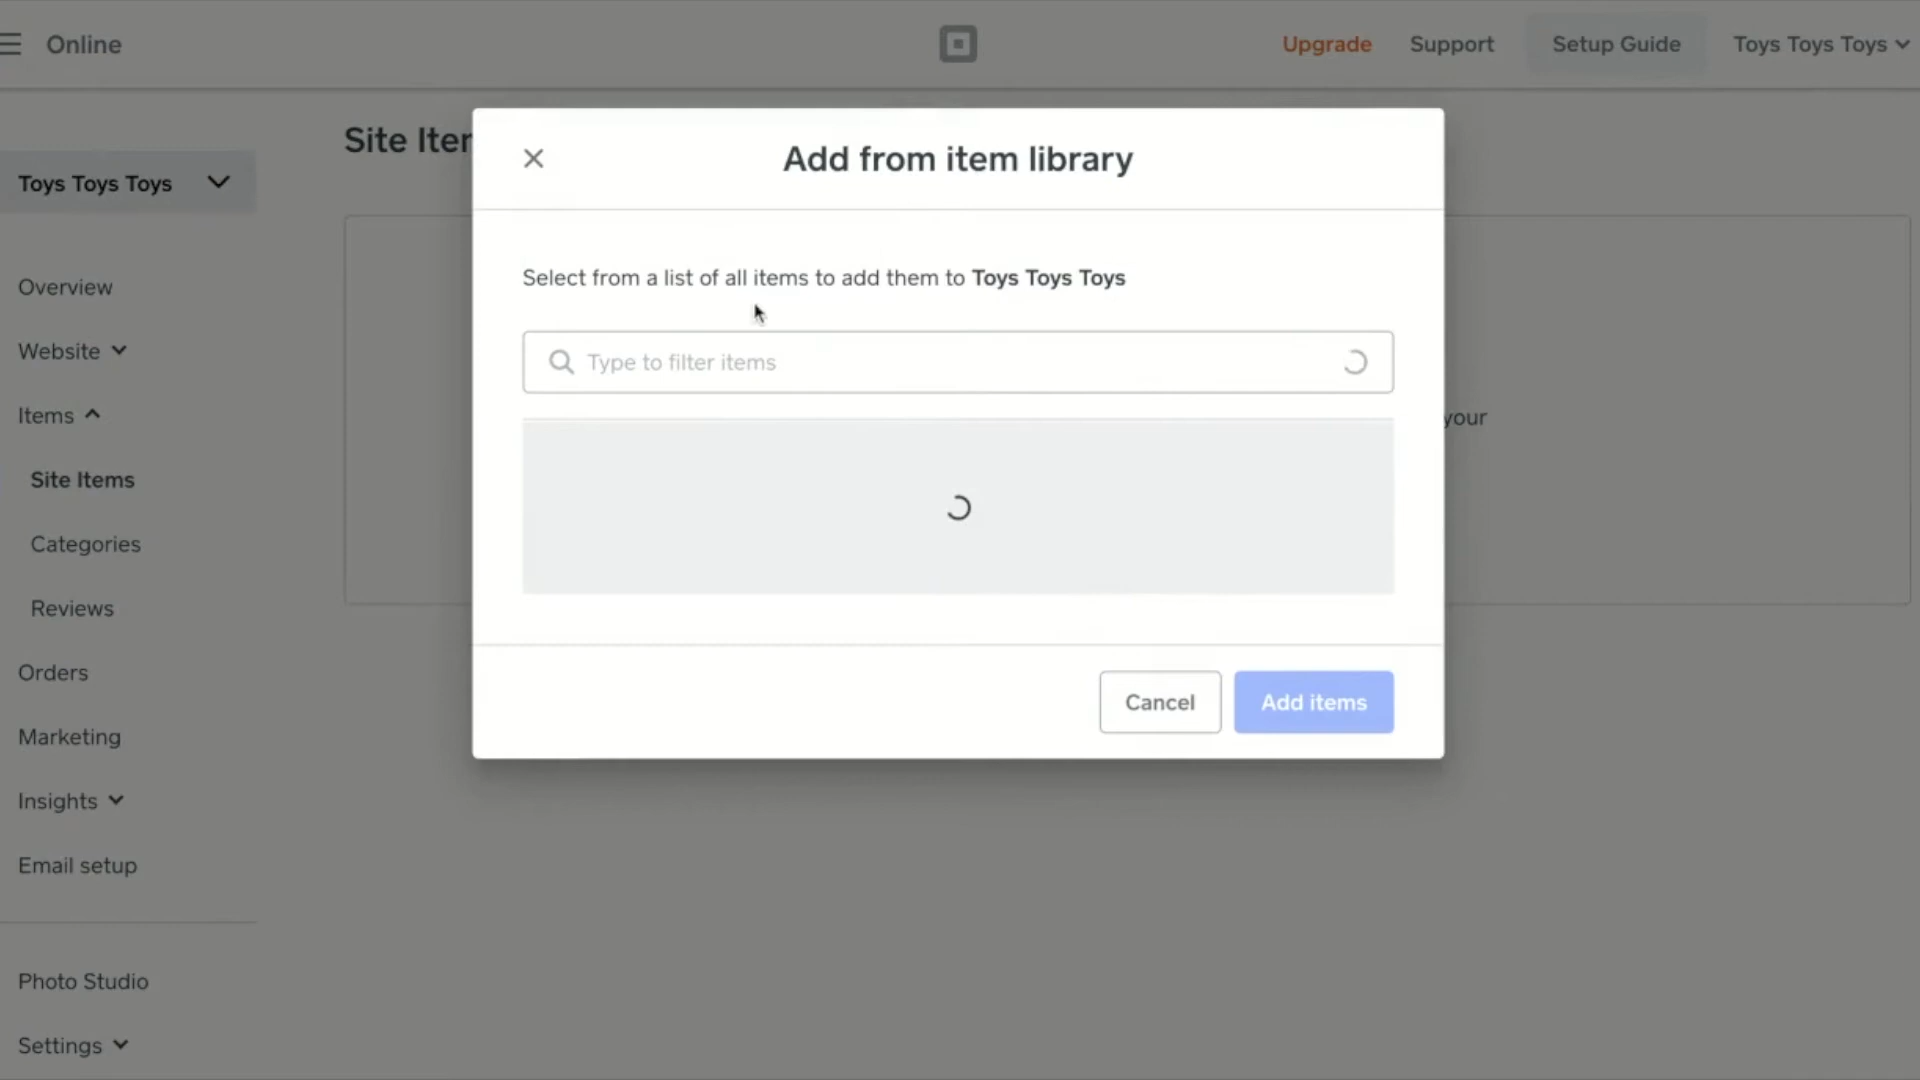 Online
Upgrade
Support
Setup Guide
Toys Toys Toys
Toys Toys Toys
Overview
Website
Items
Site Items
Categories
Reviews
Orders
Marketing
Insights
Email setup
Photo Studio
Settings
Site Iter
your
Add from item library
Select from a list of all items to add them to Toys Toys Toys
Type to filter items
Cancel
Add items